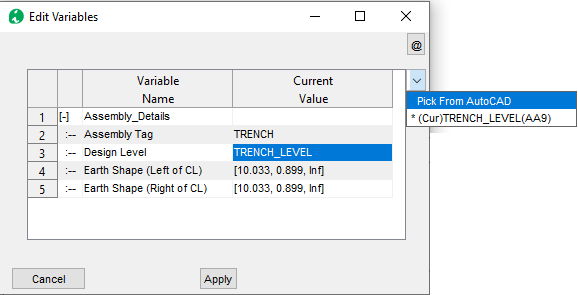 Edit Variables
@
Variable Name Current Value
Pick From AutoCAD
* (Cur)TRENCH_LEVEL(AA9)
1 [-] Assembly_Details
2 :-- Assembly Tag TRENCH
3 :-- Design Level TRENCH_LEVEL
4 :-- Earth Shape (Left of CL) [10.033, 0.899, Inf]
5 :-- Earth Shape (Right of CL) [10.033, 0.899, Inf]
Cancel Apply